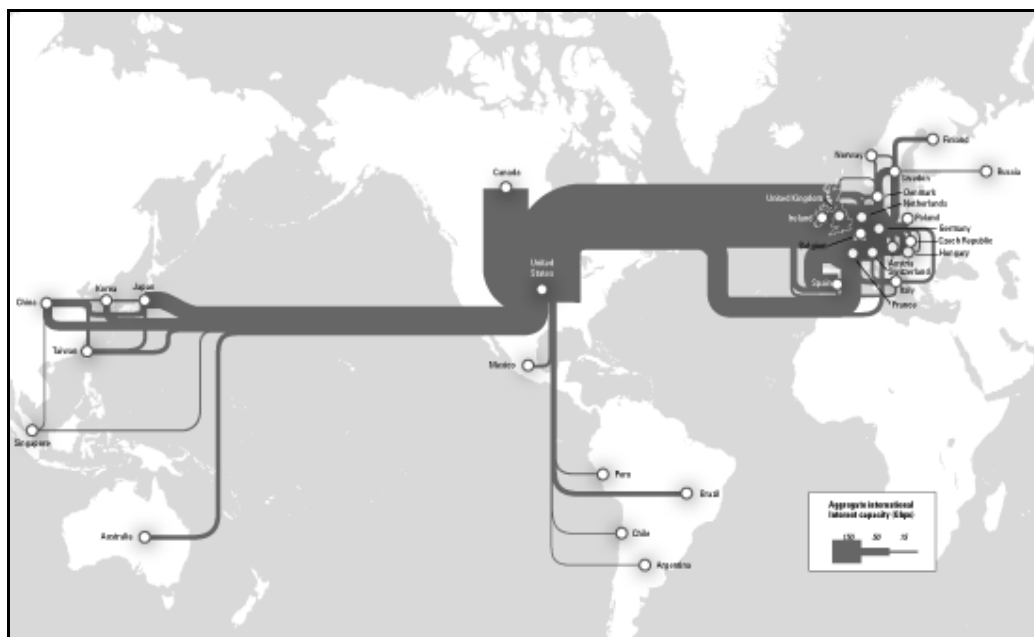 Finland
Norway
Sweden
Russia
Canada
United Kingdom
Denmark
Netherlands
Ireland
Poland
Germany
Belgium
Czech Republic
Hungary
Austria
Switzerland
United
States
Spain
Italy
France
China
Korea
Japan
Taiwan
Mexico
Singapore
Peru
Brazil
Australia
Chile
Argentina
Aggregate international
Internet capacity (Gbps)
150 50 15